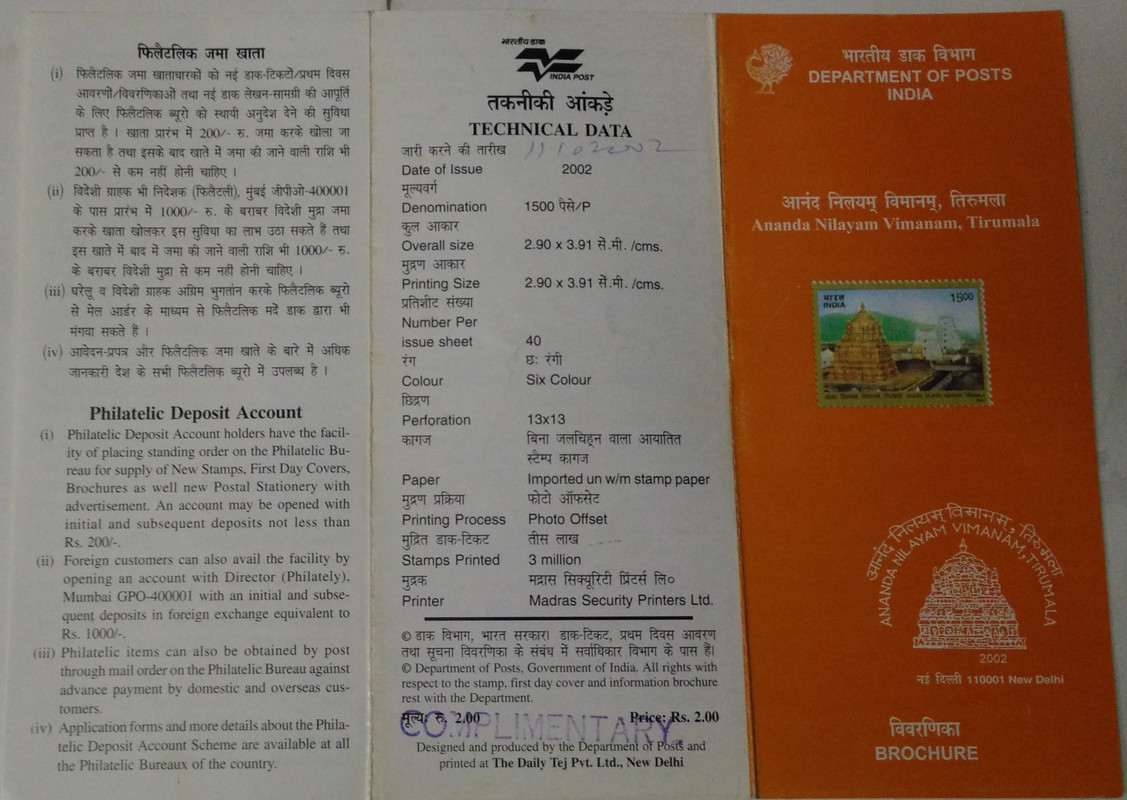 फिलैटलिक जमा खाता
(i) फिलैटलिक जमा खाताधारकों को नई डाक-टिकटों/प्रथम दिवस
आवरणों/विवरणिकाओं तथा नई डाक लेखन-सामग्री की आपूर्ति
के लिए फिलैटलिक ब्यूरो को स्थायी अनुदेश देने की सुविधा
प्राप्त है । खाता प्रारंभ में 200/- रु. जमा करके खोला जा
सकता है तथा इसके बाद खाते में जमा की जाने वाली राशि भी
200/- से कम नहीं होनी चाहिए ।
(ii) विदेशी ग्राहक भी निदेशक (फिलैटली), मुंबई जीपीओ-400001
के पास प्रारंभ में 1000/- रु. के बराबर विदेशी मुद्रा जमा
करके खाता खोलकर इस सुविधा का लाभ उठा सकते हैं तथा
इस खाते में बाद में जमा की जाने वाली राशि भी 1000/- रु.
के बराबर विदेशी मुद्रा से कम नहीं होनी चाहिए ।
(iii) घरेलू व विदेशी ग्राहक अग्रिम भुगतान करके फिलैटलिक ब्यूरो
से मेल आर्डर के माध्यम से फिलैटलिक मदें डाक द्वारा भी
मंगवा सकते हैं ।
(iv) आवेदन-प्रपत्र और फिलैटलिक जमा खाते के बारे में अधिक
जानकारी देश के सभी फिलैटलिक ब्यूरो में उपलब्ध है ।
Philatelic Deposit Account
(i) Philatelic Deposit Account holders have the facil-
ity of placing standing order on the Philatelic Bu-
reau for supply of New Stamps, First Day Covers,
Brochures as well new Postal Stationery with
advertisement. An account may be opened with
initial and subsequent deposits not less than
Rs. 200/-.
(ii) Foreign customers can also avail the facility by
opening an account with Director (Philately),
Mumbai GPO-400001 with an initial and subse-
quent deposits in foreign exchange equivalent to
Rs. 1000/-.
(iii) Philatelic items can also be obtained by post
through mail order on the Philatelic Bureau against
advance payment by domestic and overseas cus-
tomers.
(iv) Application forms and more details about the Phila-
telic Deposit Account Scheme are available at all
the Philatelic Bureaux of the country.
भारतीय डाक
INDIA POST
तकनीकी आंकड़े
TECHNICAL DATA
जारी करने की तारीख
Date of Issue 2002
मूल्यवर्ग
Denomination 1500 पैसे/P
कुल आकार
Overall size 2.90 x 3.91 सें.मी. /cms.
मुद्रण आकार
Printing Size 2.90 x 3.91 सें.मी. /cms.
प्रतिशीट संख्या
Number Per
issue sheet 40
रंग छः रंगी
Colour Six Colour
छिद्रण
Perforation 13x13
कागज बिना जलचिह्न वाला आयातित
स्टैम्प कागज
Paper Imported un w/m stamp paper
मुद्रण प्रक्रिया फोटो ऑफसेट
Printing Process Photo Offset
मुद्रित डाक-टिकट तीस लाख
Stamps Printed 3 million
मुद्रक मद्रास सिक्यूरिटी प्रिंटर्स लि०
Printer Madras Security Printers Ltd.
© डाक विभाग, भारत सरकार। डाक-टिकट, प्रथम दिवस आवरण
तथा सूचना विवरणिका के संबंध में सर्वाधिकार विभाग के पास हैं।
© Department of Posts, Government of India. All rights with
respect to the stamp, first day cover and information brochure
rest with the Department.
मूल्य: रु. 2.00 Price: Rs. 2.00
COMPLIMENTARY
Designed and produced by the Department of Posts and
printed at The Daily Tej Pvt. Ltd., New Delhi
भारतीय डाक विभाग
DEPARTMENT OF POSTS
INDIA
आनंद निलयम् विमानम्, तिरुमला
Ananda Nilayam Vimanam, Tirumala
भारत 1500
INDIA
आनंद निलयम् विमानम्, तिरुमला
ANANDA NILAYAM VIMANAM, TIRUMALA
2002
नई दिल्ली 110001 New Delhi
विवरणिका
BROCHURE